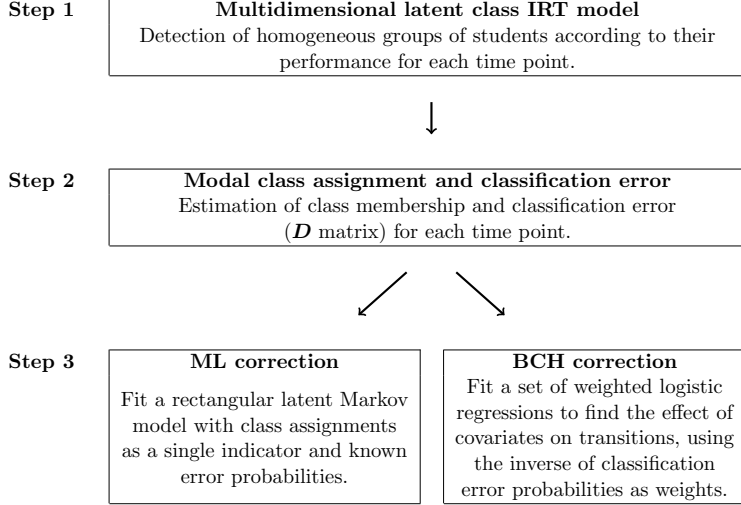 Step 1
Multidimensional latent class IRT model
Detection of homogeneous groups of students according to their
performance for each time point.
Step 2
Modal class assignment and classification error
Estimation of class membership and classification error
(D matrix) for each time point.
Step 3
ML correction
Fit a rectangular latent Markov
model with class assignments
as a single indicator and known
error probabilities.
BCH correction
Fit a set of weighted logistic
regressions to find the effect of
covariates on transitions, using
the inverse of classification
error probabilities as weights.